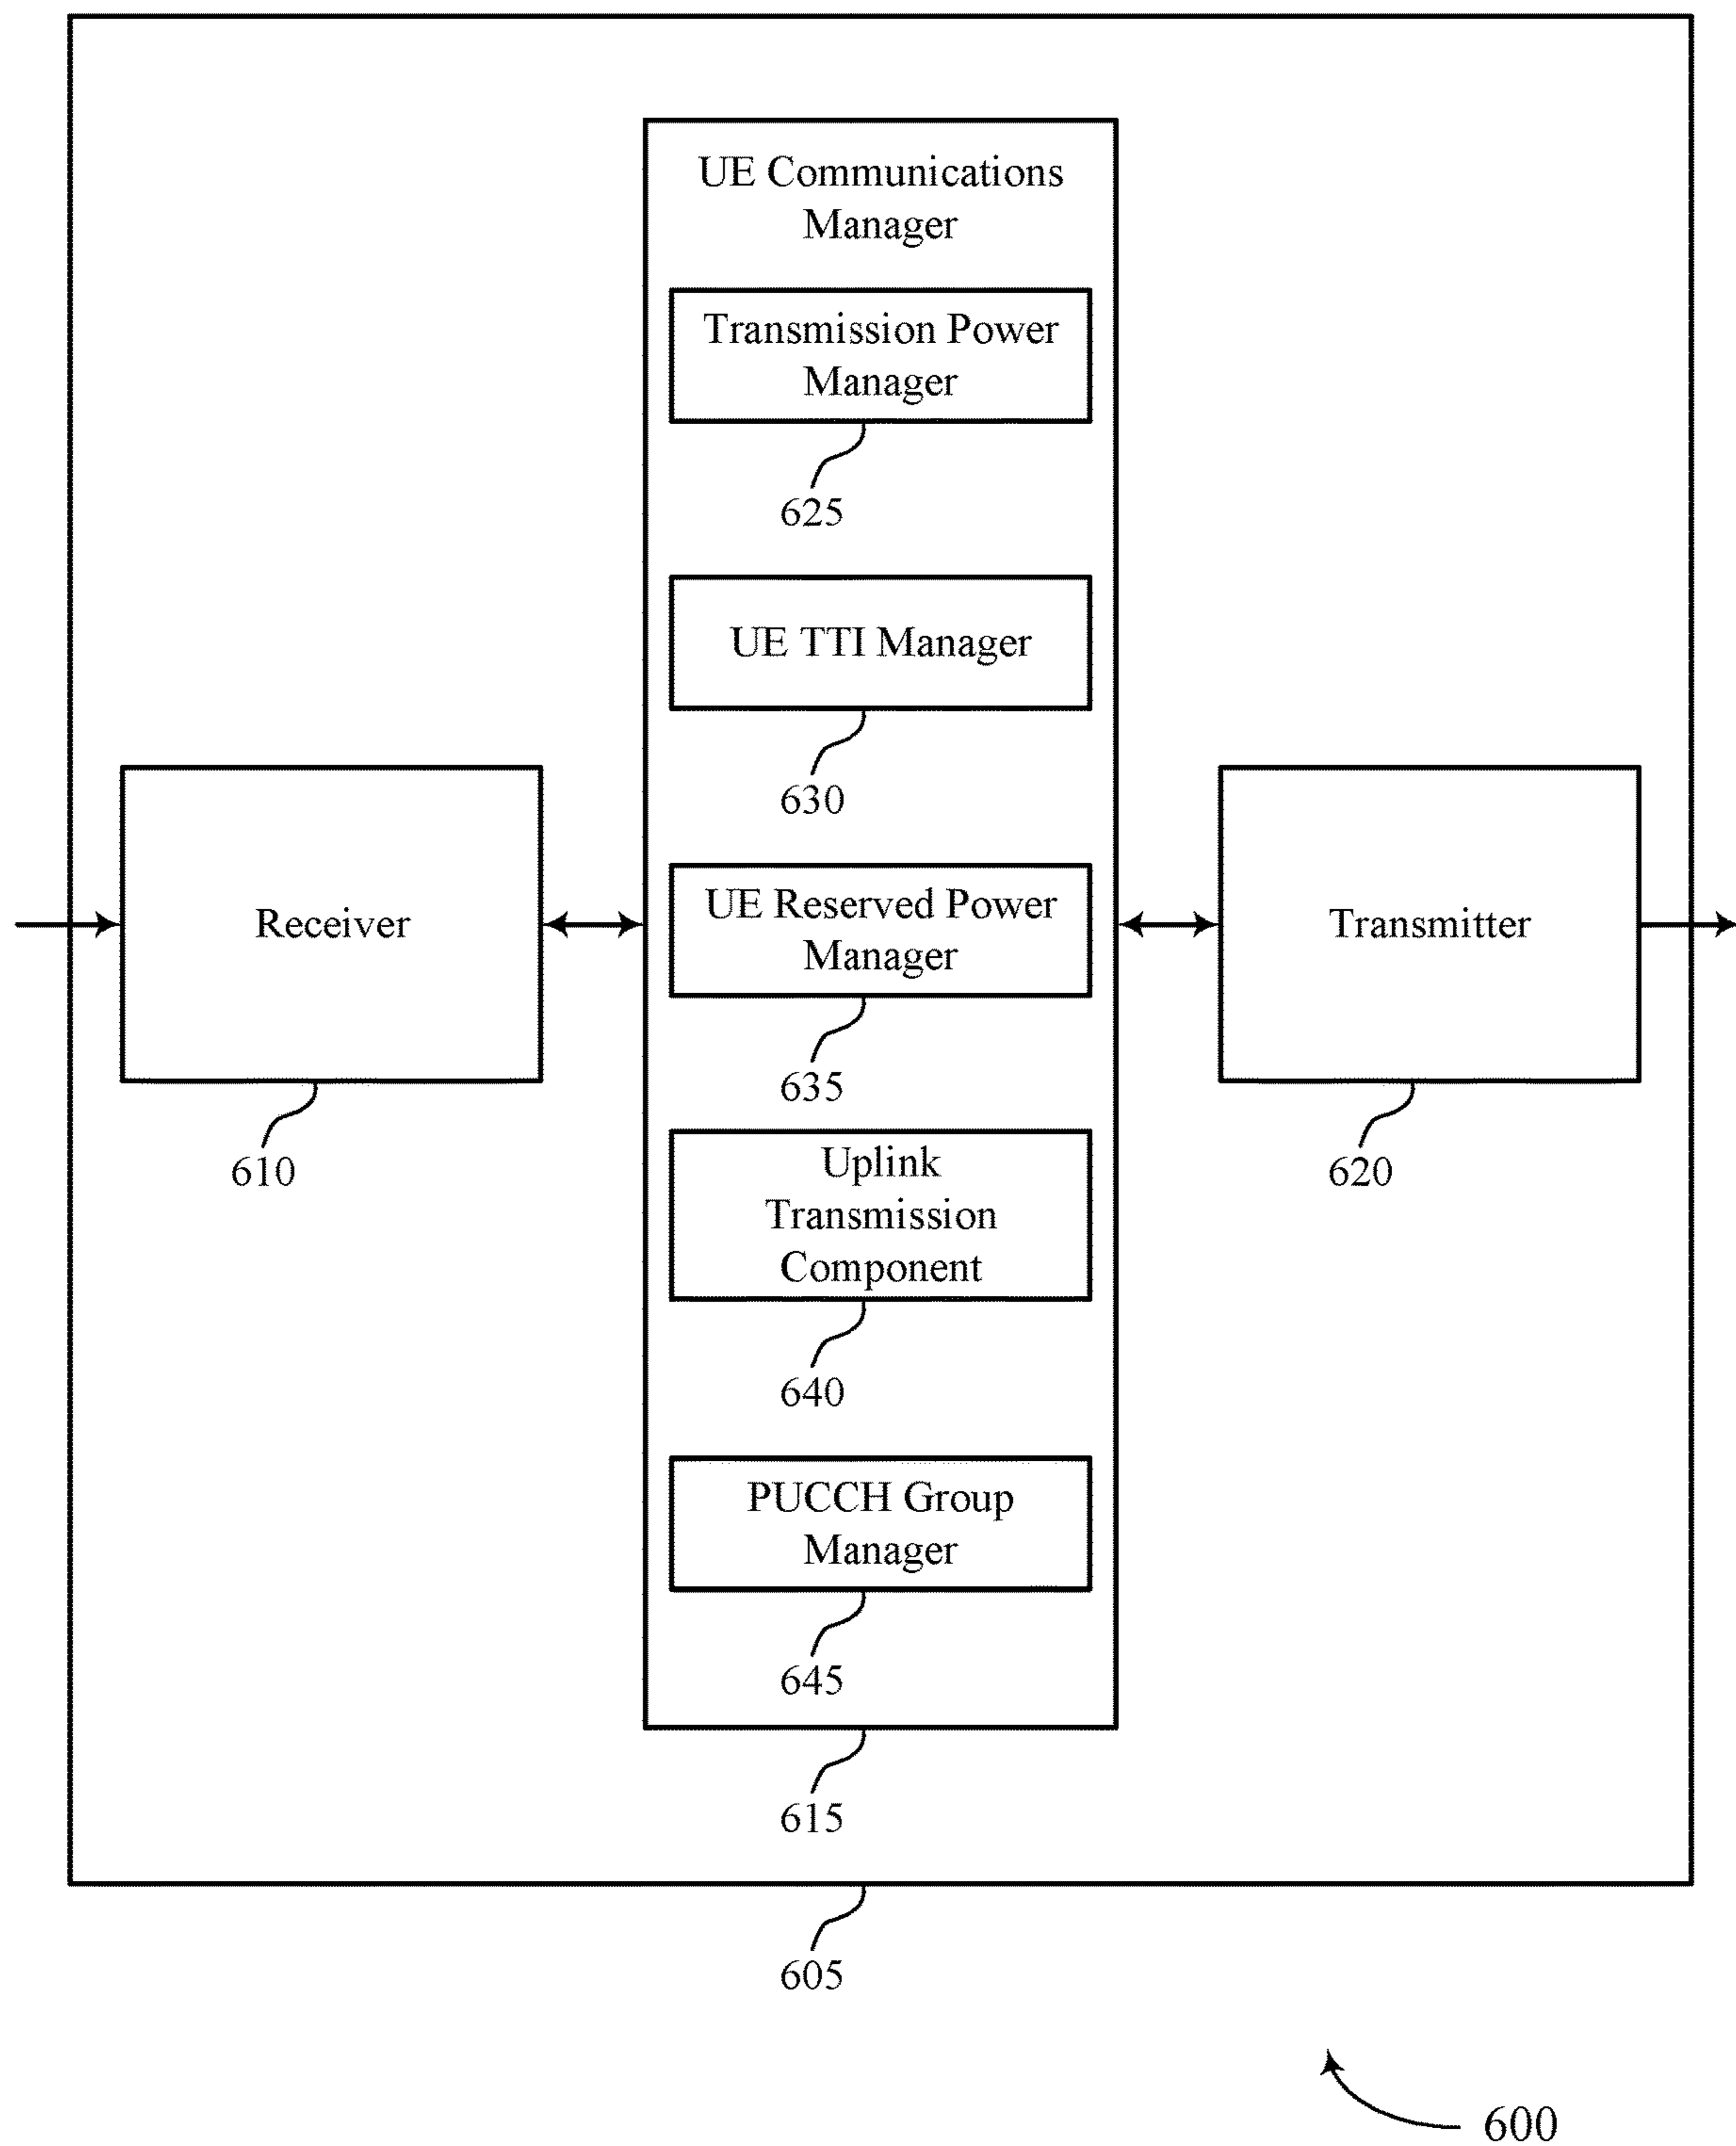 UE Communications
Manager
Transmission Power
Manager
625
UE TTI Manager
630
UE Reserved Power
Manager
635
Receiver
610
Transmitter
620
Uplink
Transmission
Component
640
PUCCH Group
Manager
645
615
605
600